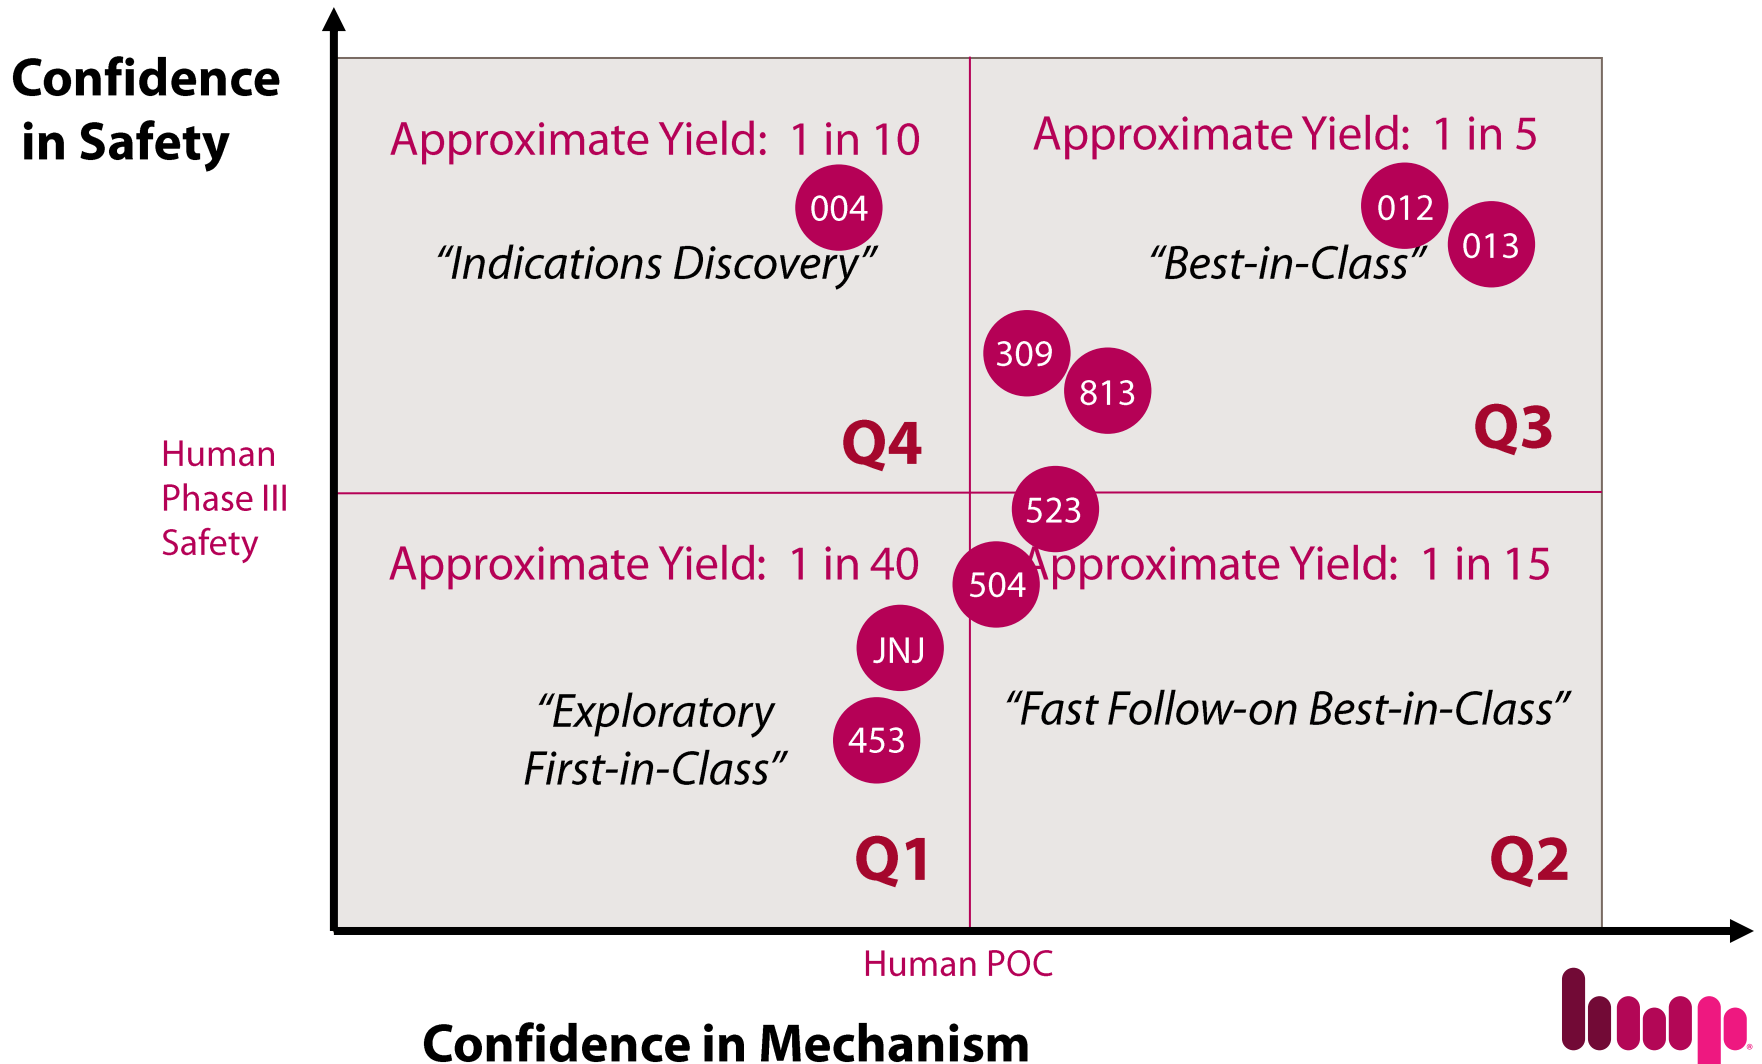 Confidence
in Safety
Approximate Yield: 1 in 10
004
“Indications Discovery”
Q4
Approximate Yield: 1 in 5
012
013
“Best-in-Class”
309
813
Q3
Human
Phase III
Safety
523
504
Approximate Yield: 1 in 40
JNJ
“Exploratory
First-in-Class”
453
Q1
Approximate Yield: 1 in 15
“Fast Follow-on Best-in-Class”
Q2
Human POC
Confidence in Mechanism